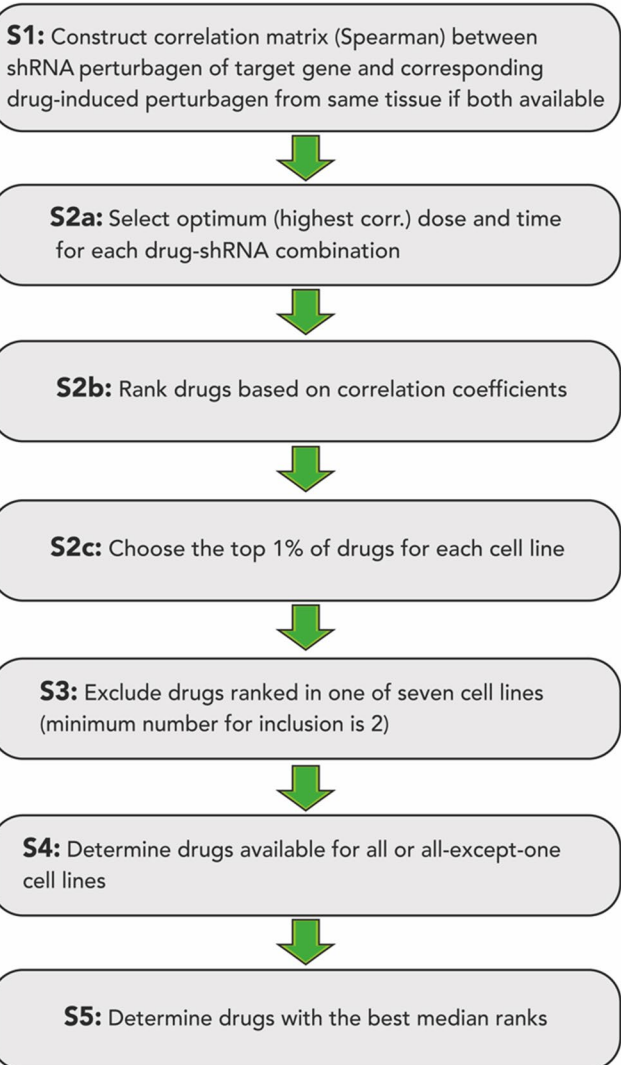 S1: Construct correlation matrix (Spearman) between
shRNA perturbagen of target gene and corresponding
drug-induced perturbagen from same tissue if both available
S2a: Select optimum (highest corr.) dose and time
for each drug-shRNA combination
S2b: Rank drugs based on correlation coefficients
S2c: Choose the top 1% of drugs for each cell line
S3: Exclude drugs ranked in one of seven cell lines
(minimum number for inclusion is 2)
S4: Determine drugs available for all or all-except-one
cell lines
S5: Determine drugs with the best median ranks